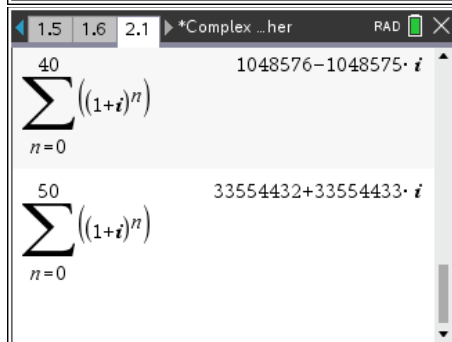 1.5 1.6 2.1 *Complex …her RAD
40
∑((1+i)ⁿ) 1048576-1048575·i
n=0
50
∑((1+i)ⁿ) 33554432+33554433·i
n=0